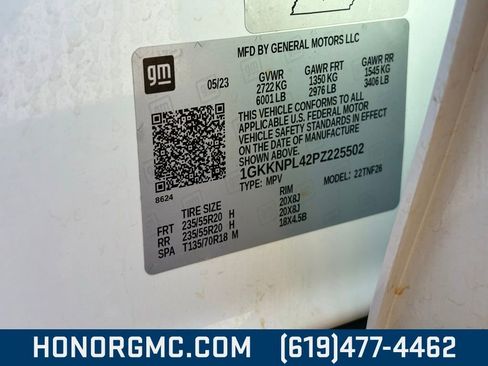 MFD BY GENERAL MOTORS LLC
gm
05/23
GVWR GAWR FRT GAWR RR
2722 KG 1350 KG 1545 KG
6001 LB 2976 LB 3406 LB
THIS VEHICLE CONFORMS TO ALL
APPLICABLE U.S. FEDERAL MOTOR
VEHICLE SAFETY STANDARDS IN EFFECT
ON THE DATE OF MANUFACTURE
SHOWN ABOVE.
1GKKNPL42PZ225502
TYPE: MPV MODEL: 22TNF26
8624
TIRE SIZE RIM
FRT 235/55R20 H 20X8J
RR 235/55R20 H 20X8J
SPA T135/70R18 M 18X4.5B
HONORGMC.COM (619)477-4462